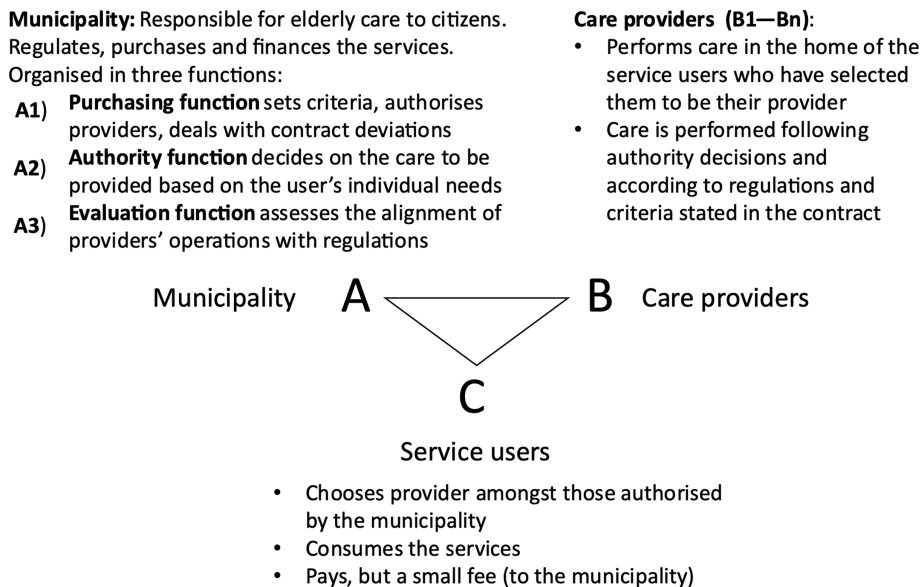 Municipality: Responsible for elderly care to citizens.
Regulates, purchases and finances the services.
Organised in three functions:
A1) Purchasing function sets criteria, authorises
providers, deals with contract deviations
A2) Authority function decides on the care to be
provided based on the user's individual needs
A3) Evaluation function assesses the alignment of
providers' operations with regulations
Care providers (B1—Bn):
• Performs care in the home of the
service users who have selected
them to be their provider
• Care is performed following
authority decisions and
according to regulations and
criteria stated in the contract
Municipality A B Care providers
C
Service users
• Chooses provider amongst those authorised
by the municipality
• Consumes the services
• Pays, but a small fee (to the municipality)